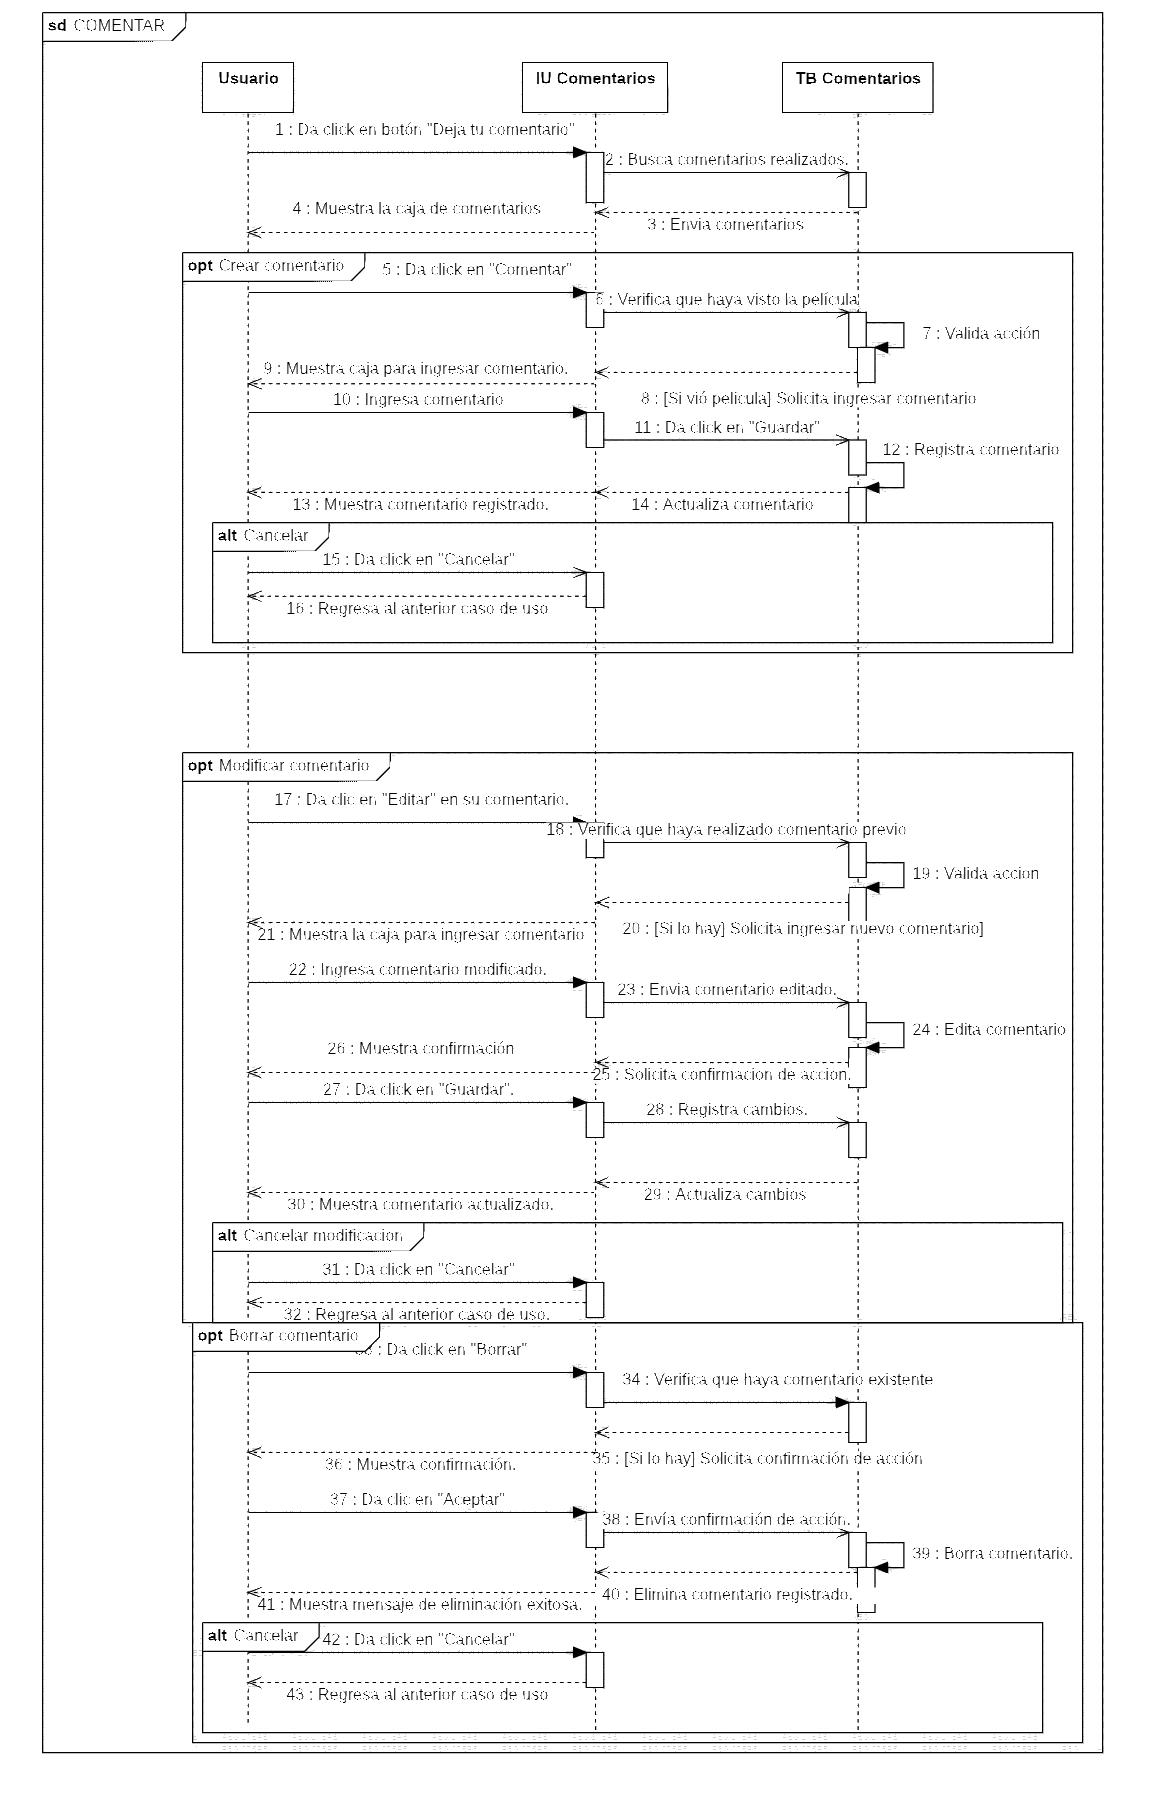 sd COMENTAR
Usuario
IU Comentarios
TB Comentarios
1 : Da click en botón "Deja tu comentario"
2 : Busca comentarios realizados.
4 : Muestra la caja de comentarios
3 : Envia comentarios
opt Crear comentario
5 : Da click en "Comentar"
6 : Verifica que haya visto la película
7 : Valida acción
9 : Muestra caja para ingresar comentario.
8 : [Si vió pelicula] Solicita ingresar comentario
10 : Ingresa comentario
11 : Da click en "Guardar"
12 : Registra comentario
13 : Muestra comentario registrado.
14 : Actualiza comentario
alt Cancelar
15 : Da click en "Cancelar"
16 : Regresa al anterior caso de uso
opt Modificar comentario
17 : Da clic en "Editar" en su comentario.
18 : Verifica que haya realizado comentario previo
19 : Valida accion
21 : Muestra la caja para ingresar comentario
20 : [Si lo hay] Solicita ingresar nuevo comentario]
22 : Ingresa comentario modificado.
23 : Envia comentario editado.
24 : Edita comentario
26 : Muestra confirmación
25 : Solicita confirmacion de accion.
27 : Da click en "Guardar".
28 : Registra cambios.
29 : Actualiza cambios
30 : Muestra comentario actualizado.
alt Cancelar modificacion
31 : Da click en "Cancelar"
32 : Regresa al anterior caso de uso.
opt Borrar comentario
: Da click en "Borrar"
34 : Verifica que haya comentario existente
36 : Muestra confirmación.
35 : [Si lo hay] Solicita confirmación de acción
37 : Da clic en "Aceptar"
38 : Envía confirmación de acción.
39 : Borra comentario.
40 : Elimina comentario registrado.
41 : Muestra mensaje de eliminación exitosa.
alt Cancelar
42 : Da click en "Cancelar"
43 : Regresa al anterior caso de uso